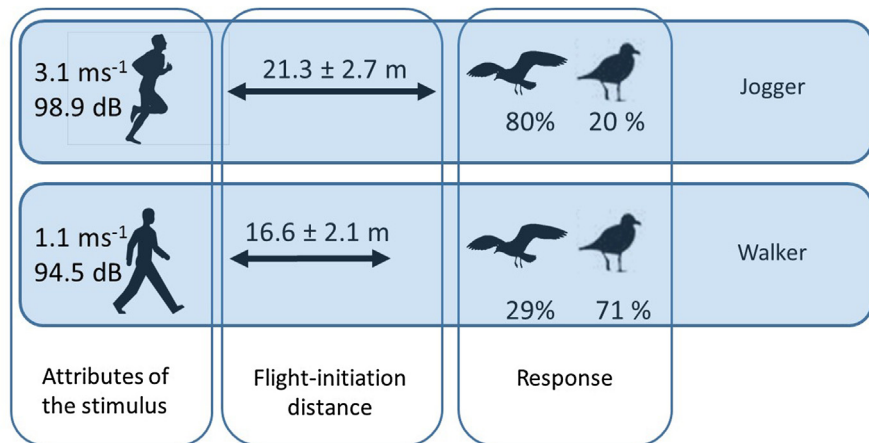 3.1 ms⁻¹
98.9 dB
21.3 ± 2.7 m
80%
20 %
Jogger
1.1 ms⁻¹
94.5 dB
16.6 ± 2.1 m
29%
71 %
Walker
Attributes of
the stimulus
Flight-initiation
distance
Response